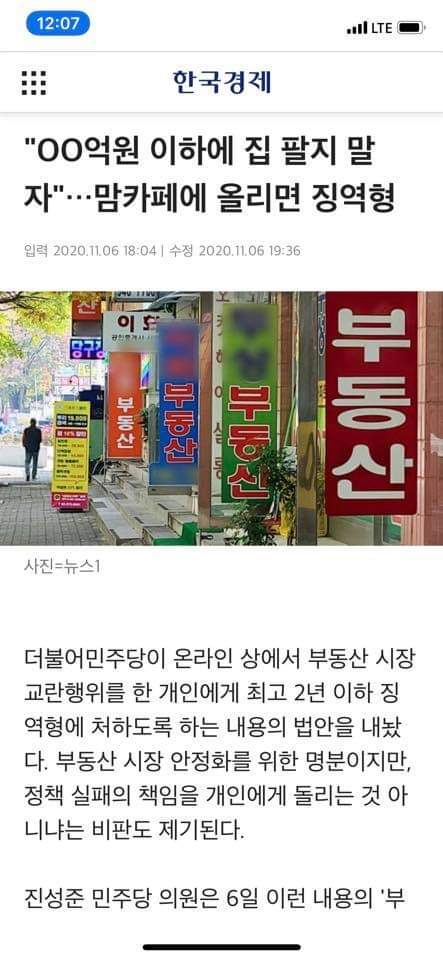 12:07
LTE
한국경제
"OO억원 이하에 집 팔지 말
자"…맘카페에 올리면 징역형
입력 2020.11.06 18:04 | 수정 2020.11.06 19:36
부동산
부동산
부동산
부동산
사진=뉴스1
더불어민주당이 온라인 상에서 부동산 시장
교란행위를 한 개인에게 최고 2년 이하 징
역형에 처하도록 하는 내용의 법안을 내놨
다. 부동산 시장 안정화를 위한 명분이지만,
정책 실패의 책임을 개인에게 돌리는 것 아
니냐는 비판도 제기된다.
진성준 민주당 의원은 6일 이런 내용의 '부